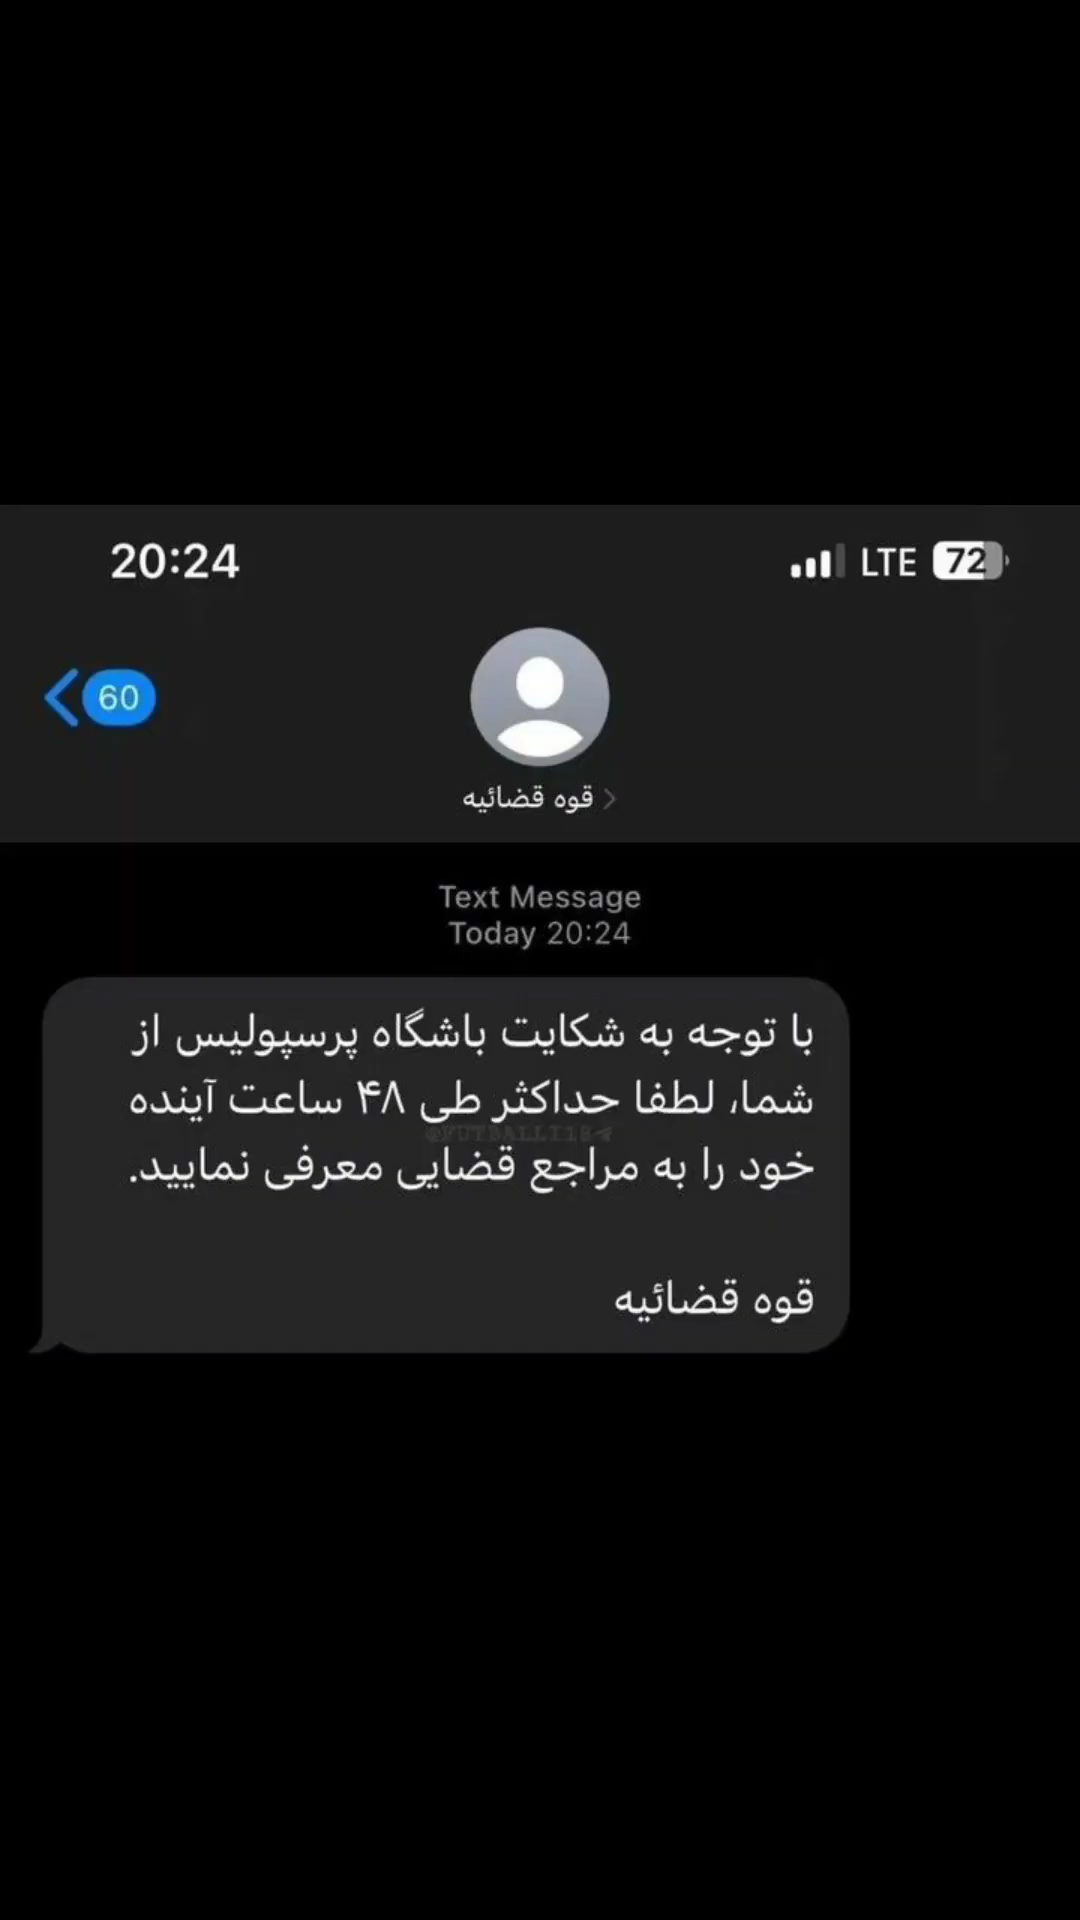 20:24
LTE 72
60
قوه قضائیه
Text Message
Today 20:24
با توجه به شکایت باشگاه پرسپولیس از
شما، لطفا حداکثر طی ۴۸ ساعت آینده
@FUTBALLI18
خود را به مراجع قضایی معرفی نمایید.
قوه قضائیه